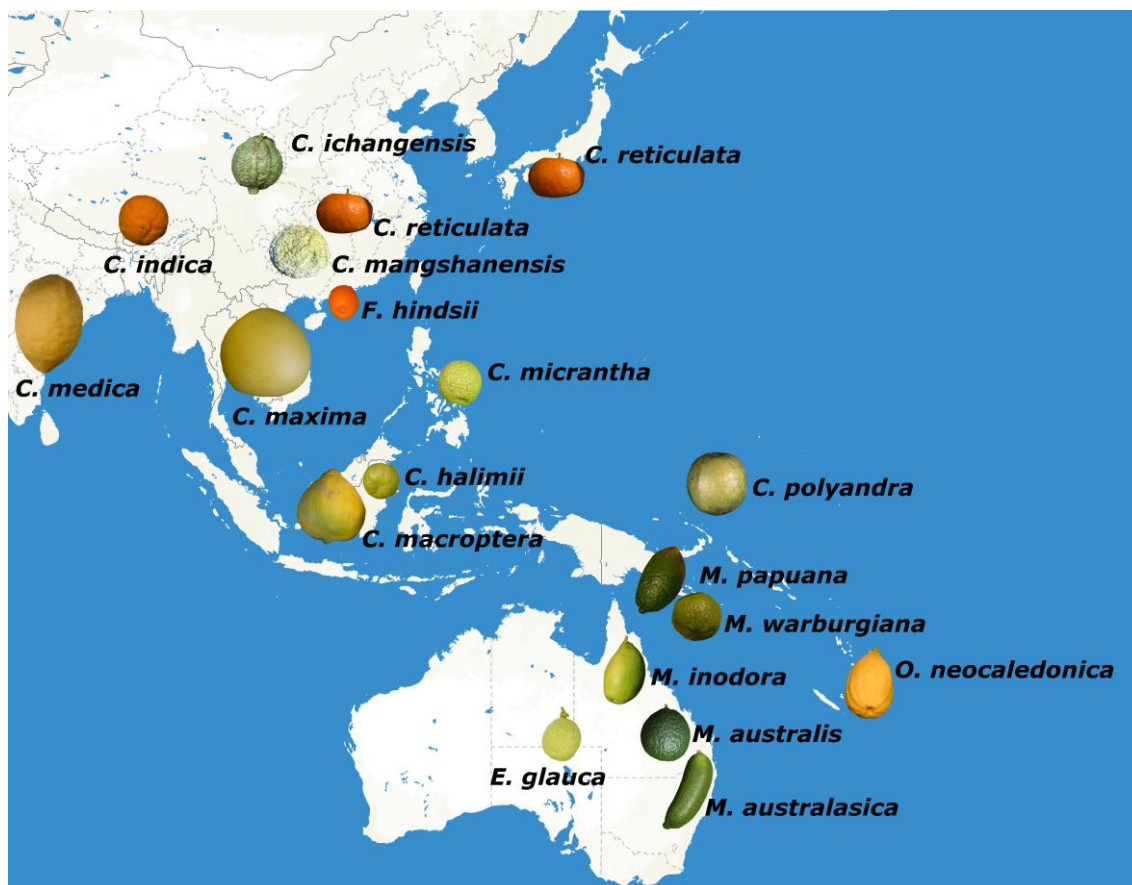 C. ichangensis
C. reticulata
C. reticulata
C. indica
C. mangshanensis
F. hindsii
C. medica
C. micrantha
C. maxima
C. halimii
C. polyandra
C. macroptera
M. papuana
M. warburgiana
M. inodora
O. neocaledonica
M. australis
E. glauca
M. australasica